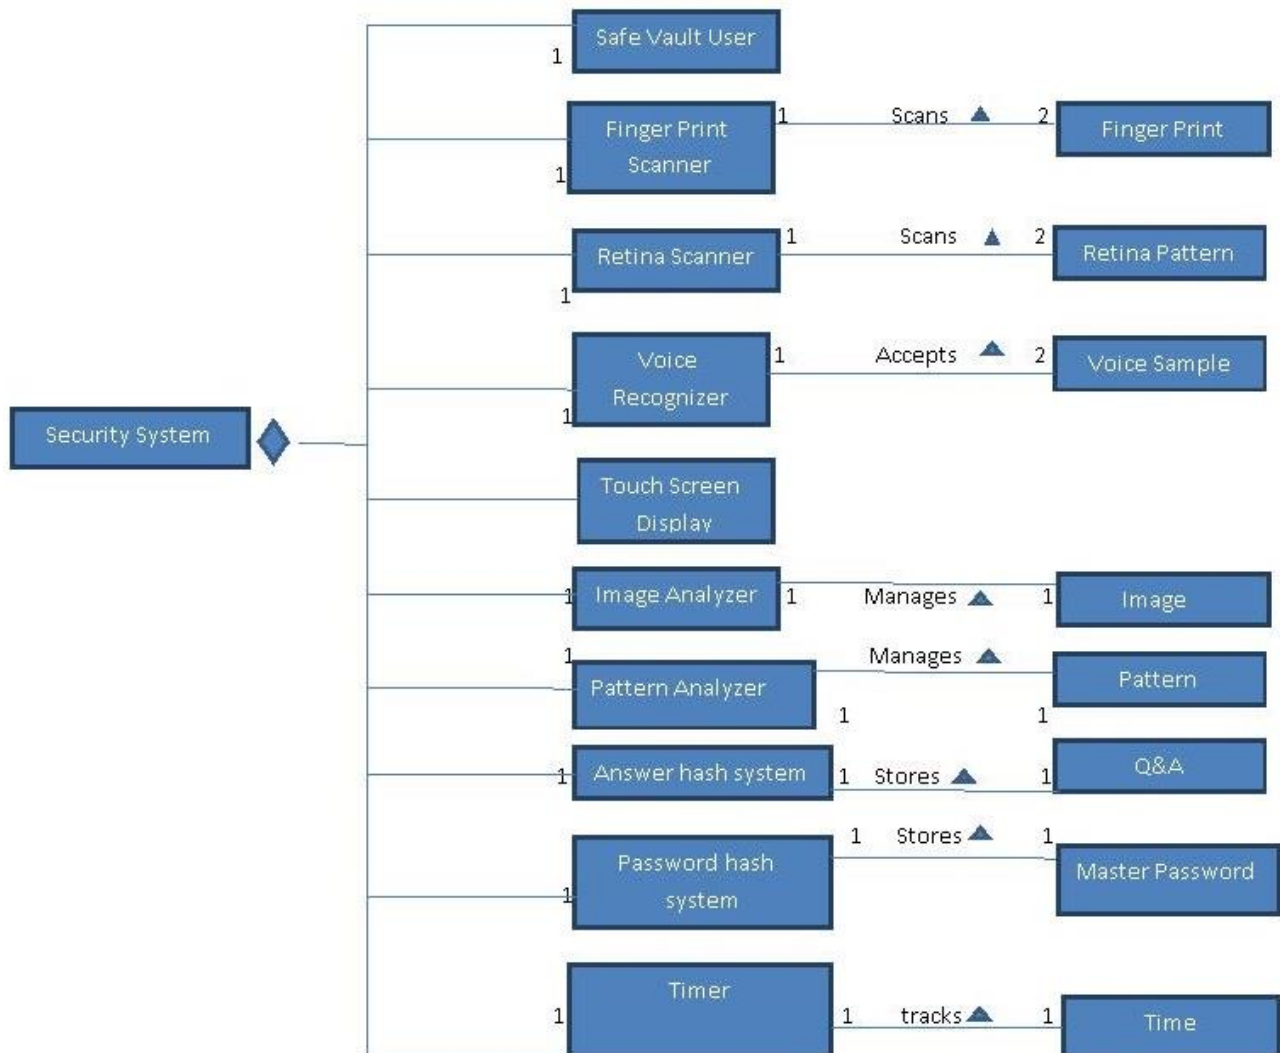 Safe Vault User
1
Finger Print
Scanner
1
1 Scans 2
Finger Print
Retina Scanner
1
1 Scans 2
Retina Pattern
Voice
Recognizer
1
1 Accepts 2
Voice Sample
Security System
Touch Screen
Display
1
Image Analyzer
1 Manages 1
Image
1
Pattern Analyzer
Manages
1 1
Pattern
1
Answer hash system
1 Stores 1
Q&A
Password hash
system
1
1 Stores 1
Master Password
Timer
1
1 tracks 1
Time